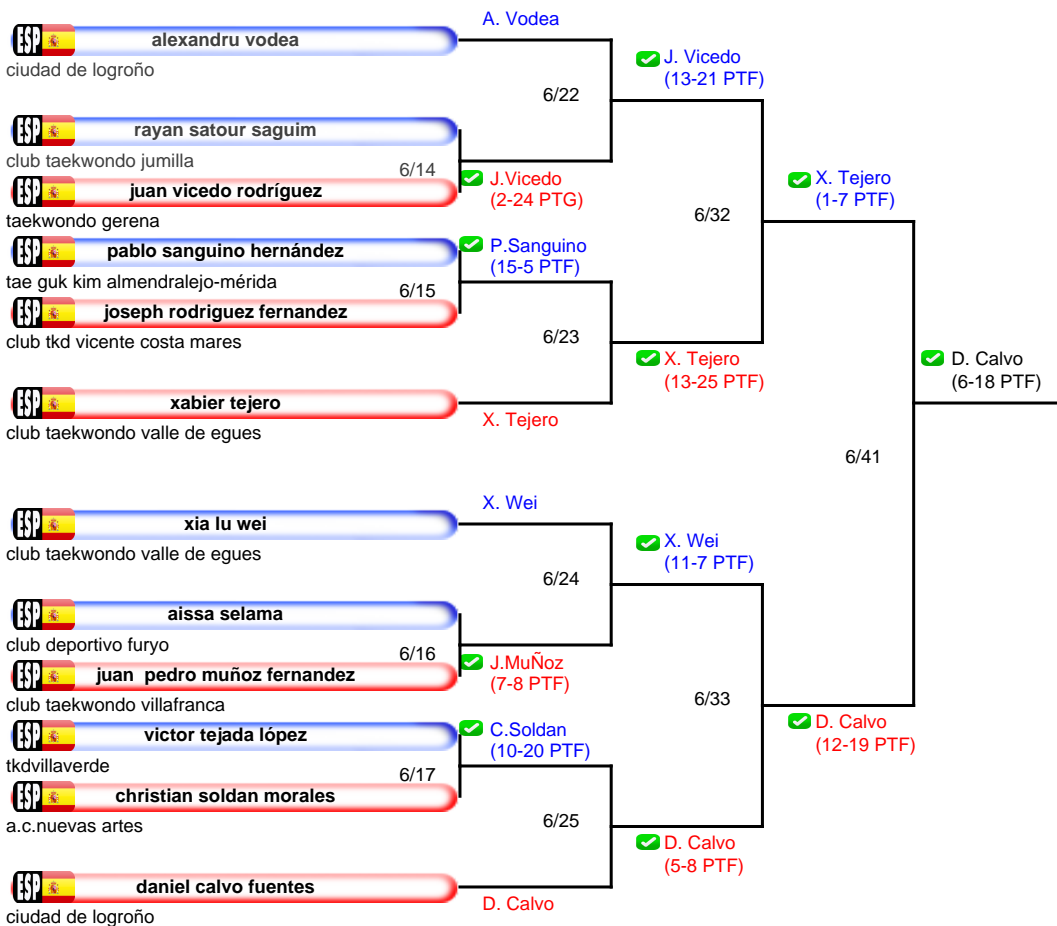 A. Vodea
ESP alexandru vodea
ciudad de logroño
J. Vicedo
(13-21 PTF)
6/22
ESP rayan satour saguim
club taekwondo jumilla
6/14
ESP juan vicedo rodríguez
J.Vicedo
(2-24 PTG)
taekwondo gerena
X. Tejero
(1-7 PTF)
6/32
ESP pablo sanguino hernández
P.Sanguino
(15-5 PTF)
tae guk kim almendralejo-mérida
6/15
ESP joseph rodriguez fernandez
club tkd vicente costa mares
6/23
X. Tejero
(13-25 PTF)
D. Calvo
(6-18 PTF)
ESP xabier tejero
X. Tejero
club taekwondo valle de egues
6/41
X. Wei
ESP xia lu wei
club taekwondo valle de egues
X. Wei
(11-7 PTF)
6/24
ESP aissa selama
club deportivo furyo
6/16
ESP juan  pedro muñoz fernandez
J.MuÑoz
(7-8 PTF)
club taekwondo villafranca
6/33
ESP victor tejada lópez
C.Soldan
(10-20 PTF)
D. Calvo
(12-19 PTF)
tkdvillaverde
6/17
ESP christian soldan morales
a.c.nuevas artes
6/25
D. Calvo
(5-8 PTF)
ESP daniel calvo fuentes
D. Calvo
ciudad de logroño